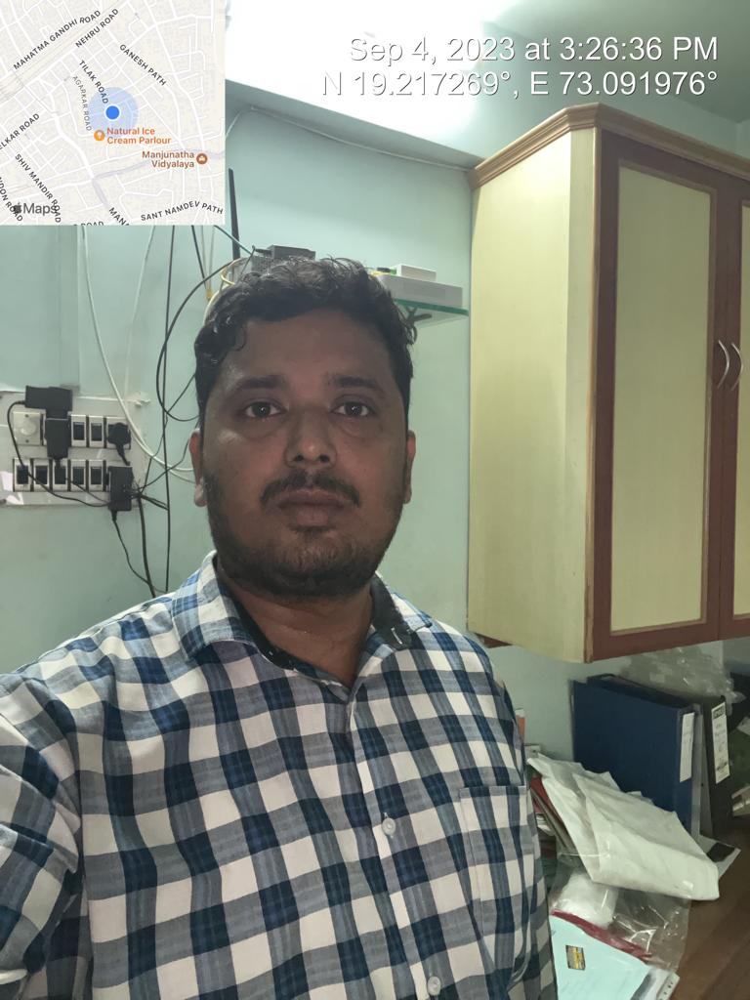 MAHATMA GANDHI ROAD
NEHRU ROAD
GANESH PATH
TILAK ROAD
AGARKAR ROAD
Natural Ice
Cream Parlour
Manjunatha
Vidyalaya
SHIV MANDIR ROAD
SANT NAMDEV PATH
Maps
Sep 4, 2023 at 3:26:36 PM
N 19.217269°, E 73.091976°